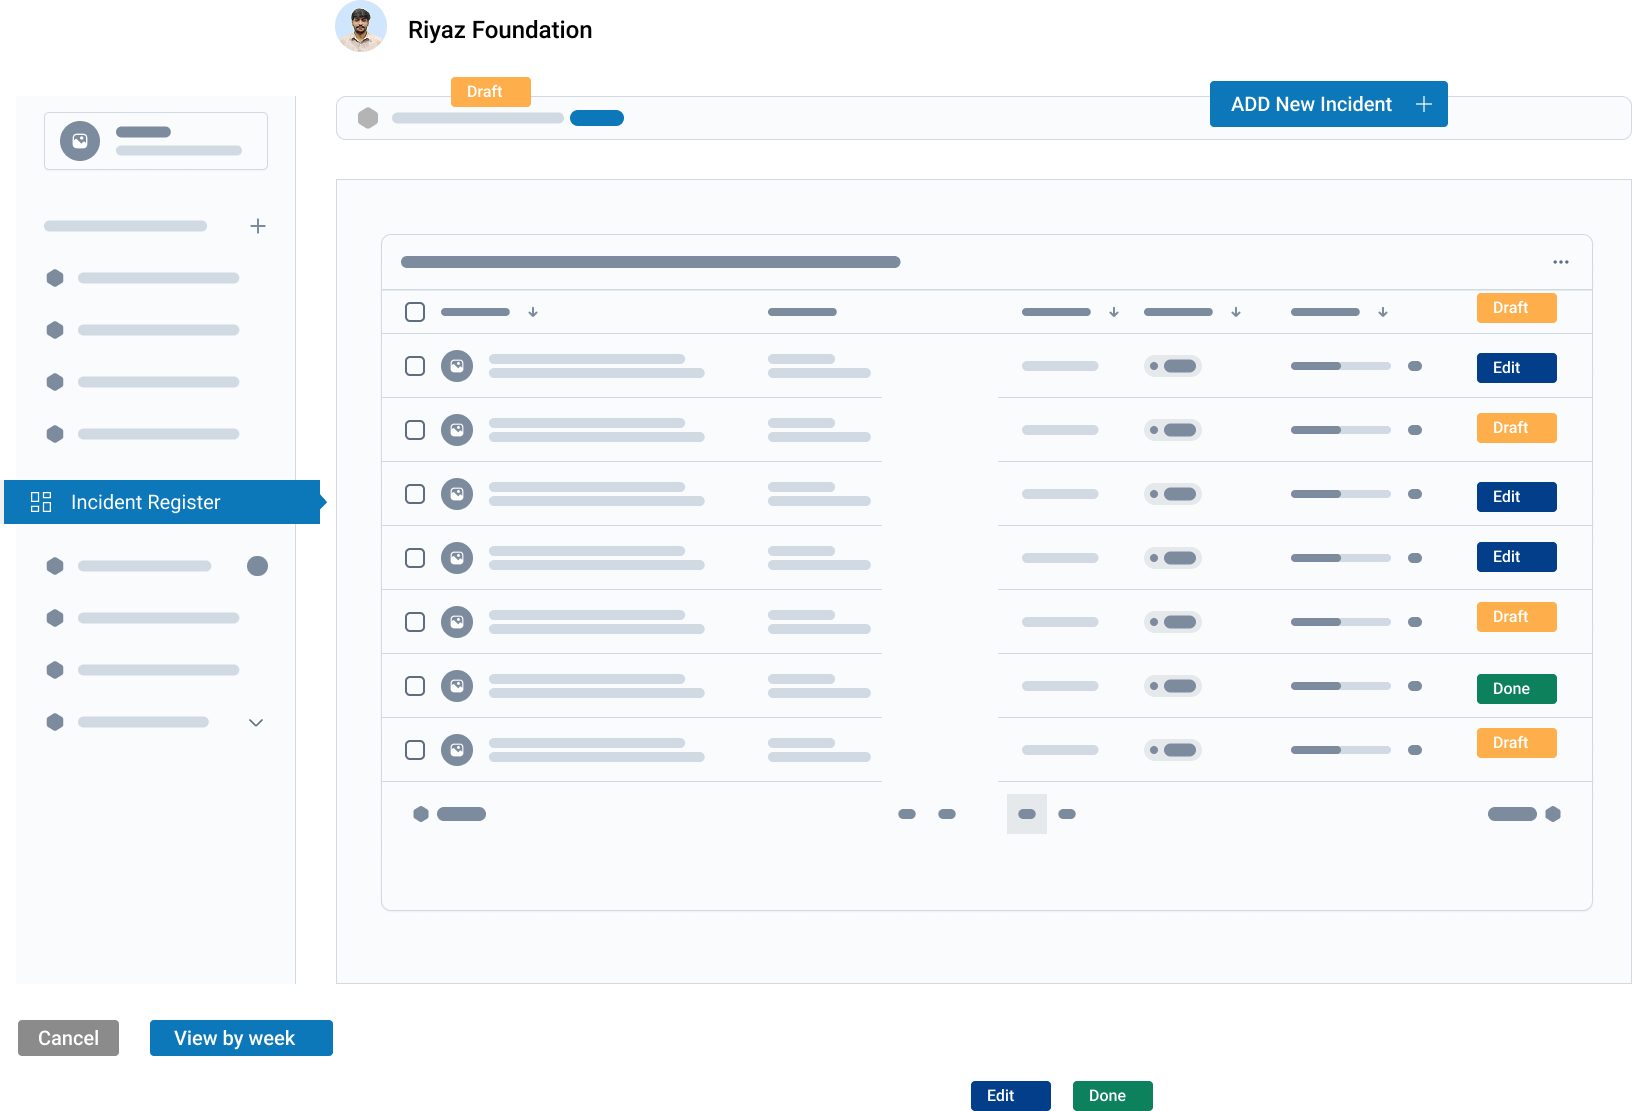 Riyaz Foundation
Draft
ADD New Incident
Draft
Edit
Draft
Edit
Incident Register
Edit
Draft
Done
Draft
Cancel
View by week
Edit
Done